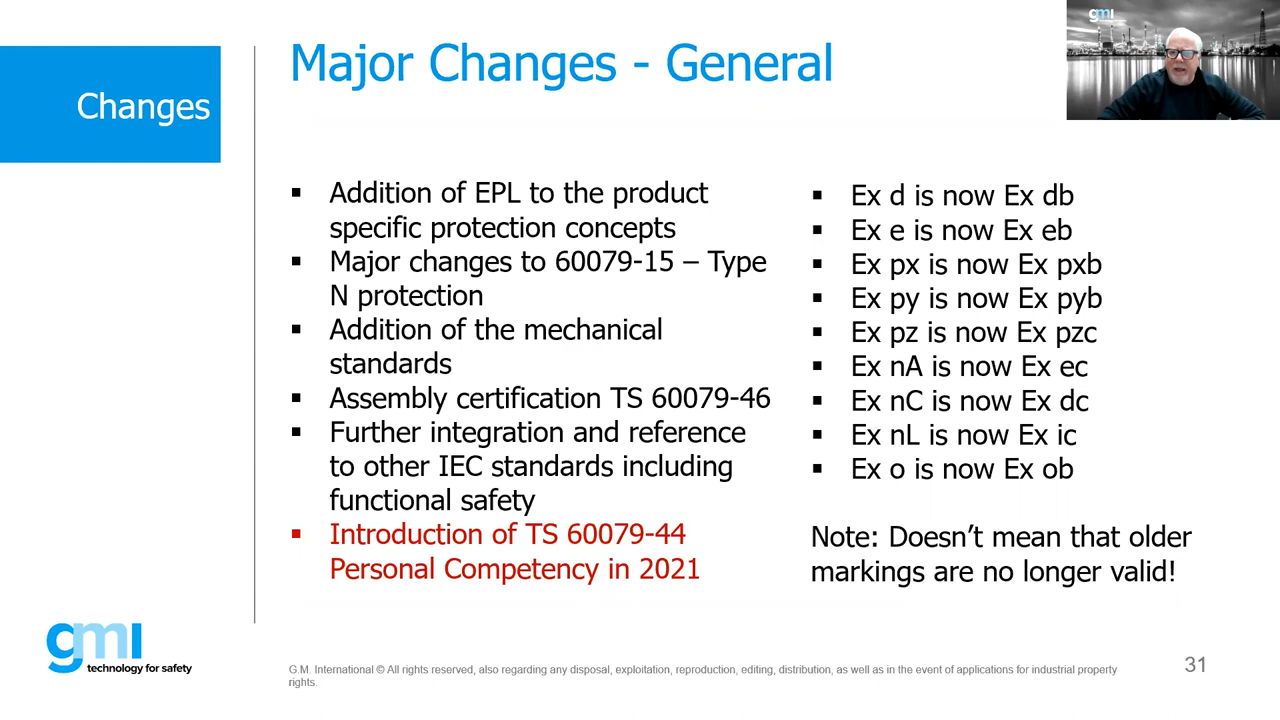 Major Changes - General
Changes
gmi
▪ Addition of EPL to the product
specific protection concepts
▪ Major changes to 60079-15 – Type
N protection
▪ Addition of the mechanical
standards
▪ Assembly certification TS 60079-46
▪ Further integration and reference
to other IEC standards including
functional safety
▪ Introduction of TS 60079-44
Personal Competency in 2021
▪ Ex d is now Ex db
▪ Ex e is now Ex eb
▪ Ex px is now Ex pxb
▪ Ex py is now Ex pyb
▪ Ex pz is now Ex pzc
▪ Ex nA is now Ex ec
▪ Ex nC is now Ex dc
▪ Ex nL is now Ex ic
▪ Ex o is now Ex ob
Note: Doesn’t mean that older
markings are no longer valid!
gmi
technology for safety
G.M. International © All rights reserved, also regarding any disposal, exploitation, reproduction, editing, distribution, as well as in the event of applications for industrial property
rights.
31